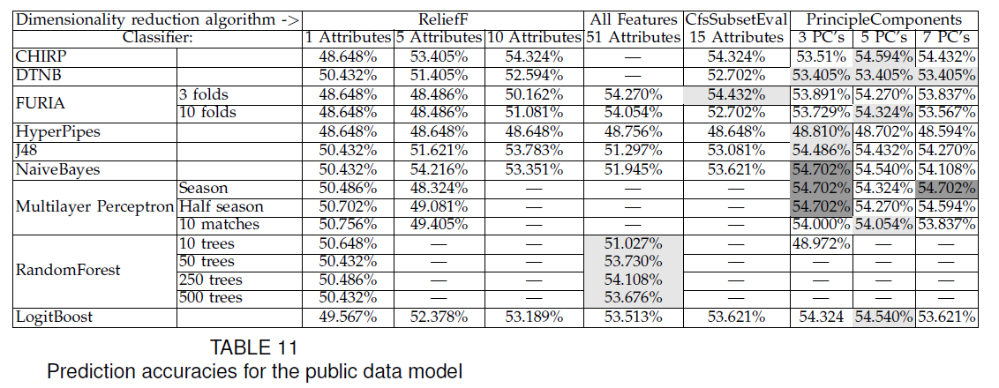 Dimensionality reduction algorithm -> ReliefF All Features CfsSubsetEval PrincipleComponents
Classifier: 1 Attributes 5 Attributes 10 Attributes 51 Attributes 15 Attributes 3 PC's 5 PC's 7 PC's
CHIRP 48.648% 53.405% 54.324% — 54.324% 53.51% 54.594% 54.432%
DTNB 50.432% 51.405% 52.594% — 52.702% 53.405% 53.405% 53.405%
FURIA 3 folds 48.648% 48.486% 50.162% 54.270% 54.432% 53.891% 54.270% 53.837%
10 folds 48.648% 48.486% 51.081% 54.054% 52.702% 53.729% 54.324% 53.567%
HyperPipes 48.648% 48.648% 48.648% 48.756% 48.648% 48.810% 48.702% 48.594%
J48 50.432% 51.621% 53.783% 51.297% 53.081% 54.486% 54.432% 54.270%
NaiveBayes 50.432% 54.216% 53.351% 51.945% 53.621% 54.702% 54.540% 54.108%
Multilayer Perceptron Season 50.486% 48.324% — — — 54.702% 54.324% 54.702%
Half season 50.702% 49.081% — — — 54.702% 54.270% 54.594%
10 matches 50.756% 49.405% — — — 54.000% 54.054% 53.837%
RandomForest 10 trees 50.648% — — 51.027% — 48.972% — —
50 trees 50.432% — — 53.730% — — — —
250 trees 50.486% — — 54.108% — — — —
500 trees 50.432% — — 53.676% — — — —
LogitBoost 49.567% 52.378% 53.189% 53.513% 53.621% 54.324 54.540% 53.621%
TABLE 11
Prediction accuracies for the public data model